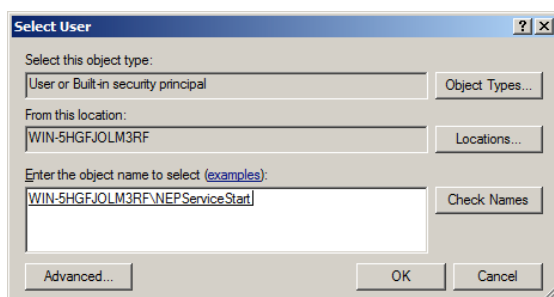 Select User
Select this object type:
User or Built-in security principal
Object Types...
From this location:
WIN-5HGFJOLM3RF
Locations...
Enter the object name to select (examples):
WIN-5HGFJOLM3RF\NEPServiceStart
Check Names
Advanced...
OK
Cancel